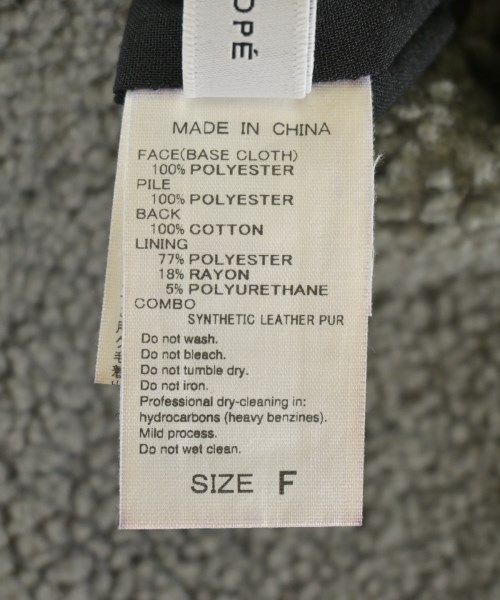 OPÉ
MADE IN CHINA
FACE(BASE CLOTH)
100% POLYESTER
PILE
100% POLYESTER
BACK
100% COTTON
LINING
77% POLYESTER
18% RAYON
5% POLYURETHANE
COMBO
SYNTHETIC LEATHER PUR
Do not wash.
Do not bleach.
Do not tumble dry.
Do not iron.
Professional dry-cleaning in:
hydrocarbons (heavy benzines).
Mild process.
Do not wet clean.
SIZE F